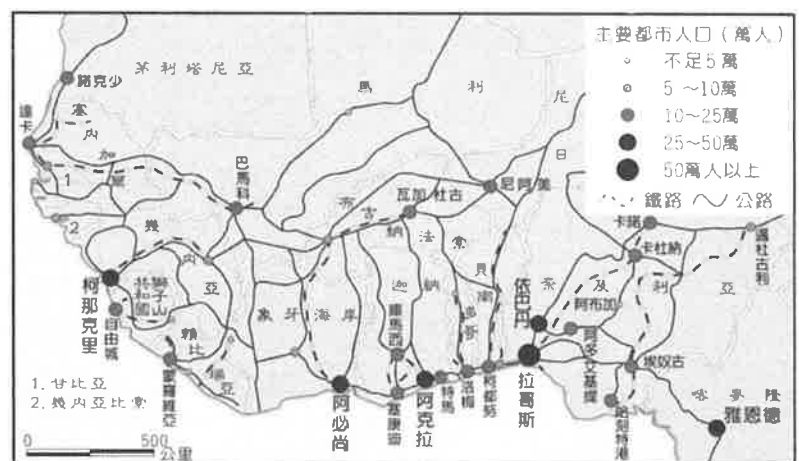 主要都市人口(萬人)
不足5萬
5~10萬
10~25萬
25~50萬
50萬人以上
鐵路
公路
茅利塔尼亞
諾克少
馬利
尼日
塞內加爾
達卡
1
2
巴馬科
布吉納法索
瓦加杜古
尼阿美
幾內亞
柯那克里
獅子山
共和國
自由城
賴比瑞亞
蒙羅維亞
象牙海岸
阿必尚
迦納
庫馬西
塞康迪
阿克拉
特馬
多哥
洛梅
貝南
柯都努
奈及利亞
依巴丹
拉哥斯
阿布加
卡諾
卡杜納
埃奴古
哈刻特港
喀麥隆
雅恩德
1. 甘比亞
2. 幾內亞比索
0 500
公里